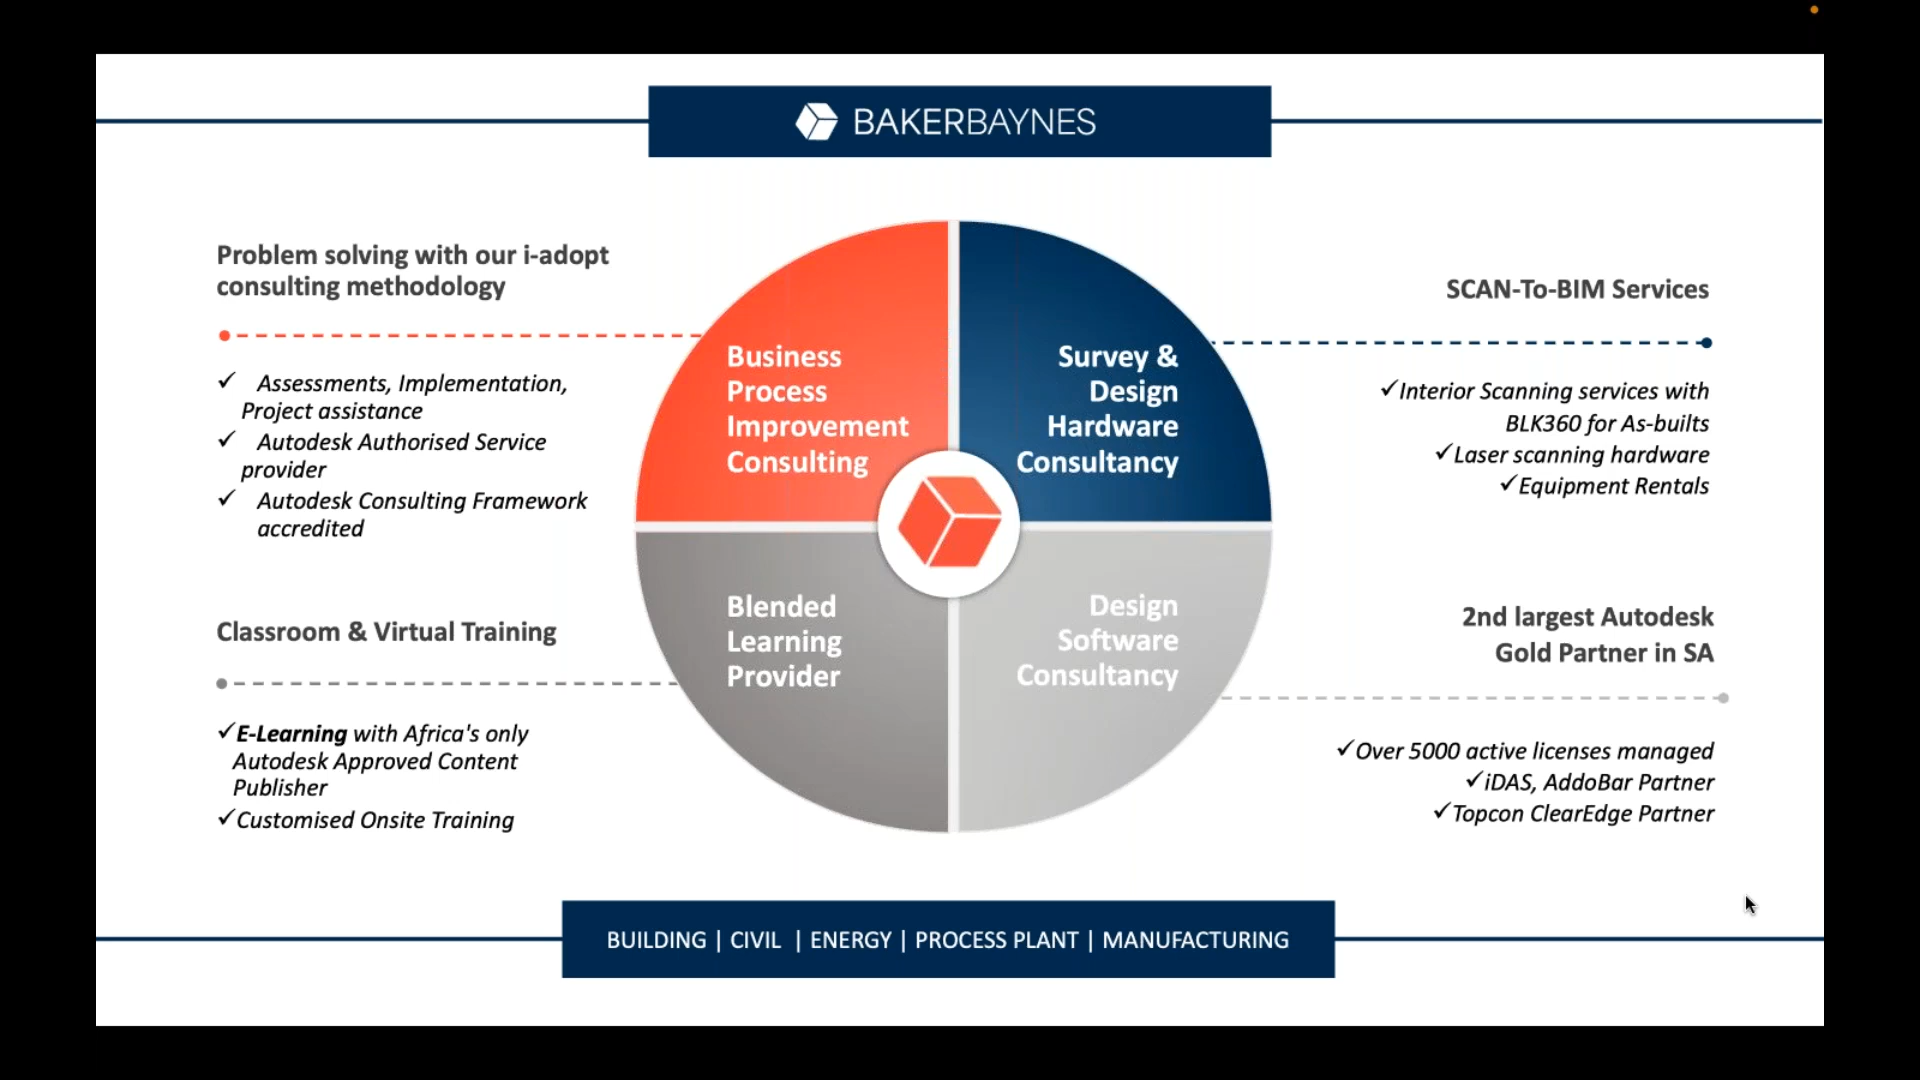 BAKERBAYNES
Problem solving with our i-adopt
consulting methodology
✓ Assessments, Implementation,
Project assistance
✓ Autodesk Authorised Service
provider
✓ Autodesk Consulting Framework
accredited
Business
Process
Improvement
Consulting
Survey &
Design
Hardware
Consultancy
SCAN-To-BIM Services
✓Interior Scanning services with
BLK360 for As-builts
✓Laser scanning hardware
✓Equipment Rentals
Classroom & Virtual Training
✓E-Learning with Africa's only
Autodesk Approved Content
Publisher
✓Customised Onsite Training
Blended
Learning
Provider
Design
Software
Consultancy
2nd largest Autodesk
Gold Partner in SA
✓Over 5000 active licenses managed
✓iDAS, AddoBar Partner
✓Topcon ClearEdge Partner
BUILDING | CIVIL | ENERGY | PROCESS PLANT | MANUFACTURING